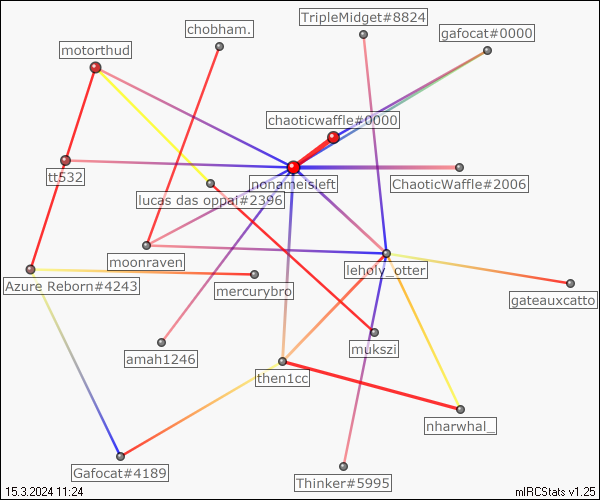 TripleMidget#8824
chobham.
gafocat#0000
motorthud
chaoticwaffle#0000
tt532
nonameisleft
ChaoticWaffle#2006
lucas das oppai#2396
moonraven
leholy_otter
Azure Reborn#4243
mercurybro
gateauxcatto
amah1246
mukszi
then1cc
nharwhal_
Gafocat#4189
Thinker#5995
15.3.2024 11:24
mIRCStats v1.25